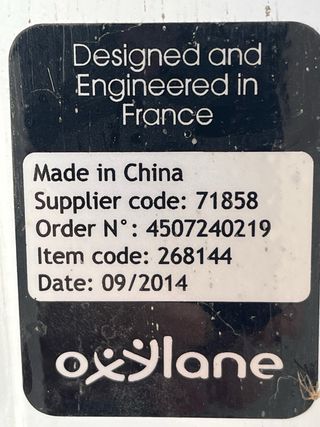 Designed and
Engineered in
France
Made in China
Supplier code: 71858
Order N°: 4507240219
Item code: 268144
Date: 09/2014
oxylane